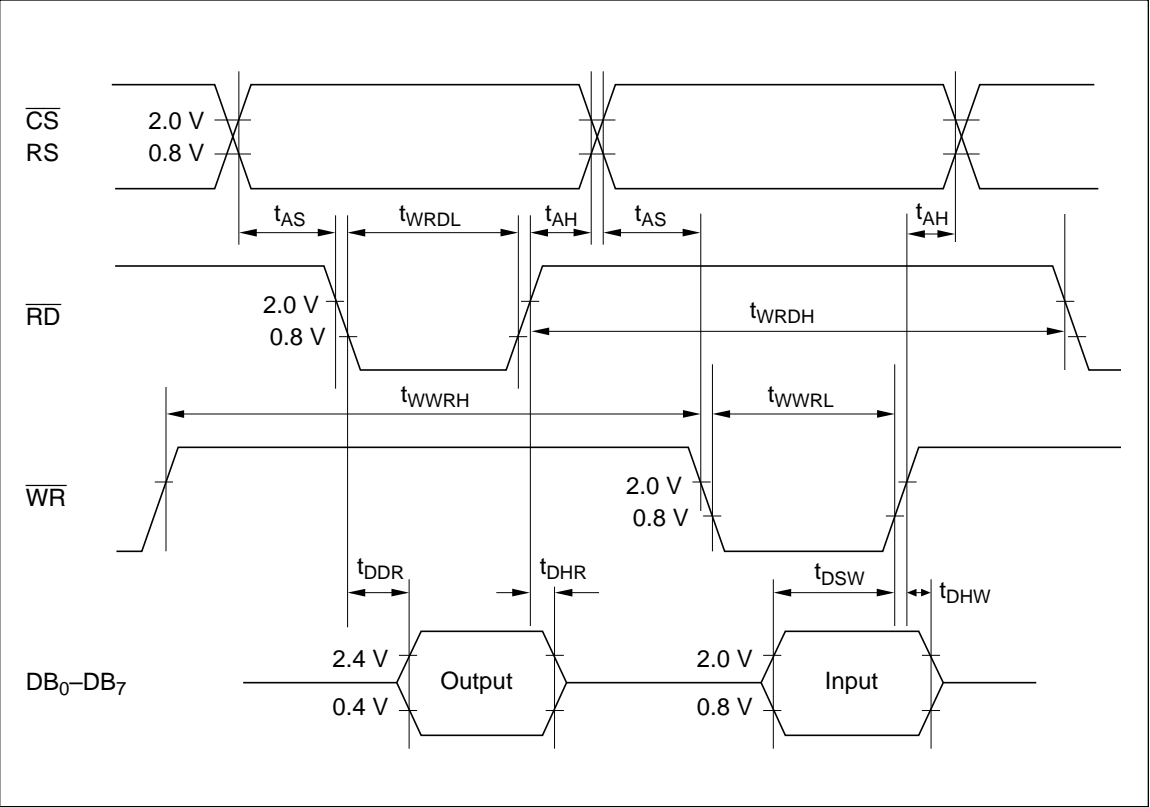 CS 2.0 V
RS 0.8 V
tAS tWRDL tAH tAS tAH
RD 2.0 V
0.8 V
tWRDH
tWWRH tWWRL
WR 2.0 V
0.8 V
tDDR tDHR tDSW tDHW
2.4 V 2.0 V
DB0–DB7 Output Input
0.4 V 0.8 V